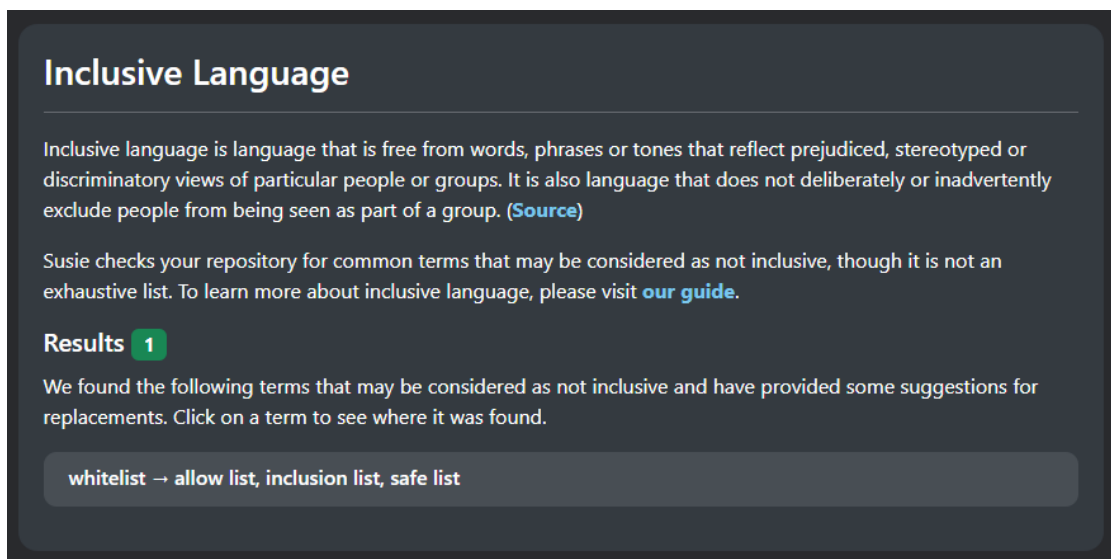 Inclusive Language
Inclusive language is language that is free from words, phrases or tones that reflect prejudiced, stereotyped or
discriminatory views of particular people or groups. It is also language that does not deliberately or inadvertently
exclude people from being seen as part of a group. (Source)
Susie checks your repository for common terms that may be considered as not inclusive, though it is not an
exhaustive list. To learn more about inclusive language, please visit our guide.
Results 1
We found the following terms that may be considered as not inclusive and have provided some suggestions for
replacements. Click on a term to see where it was found.
whitelist → allow list, inclusion list, safe list